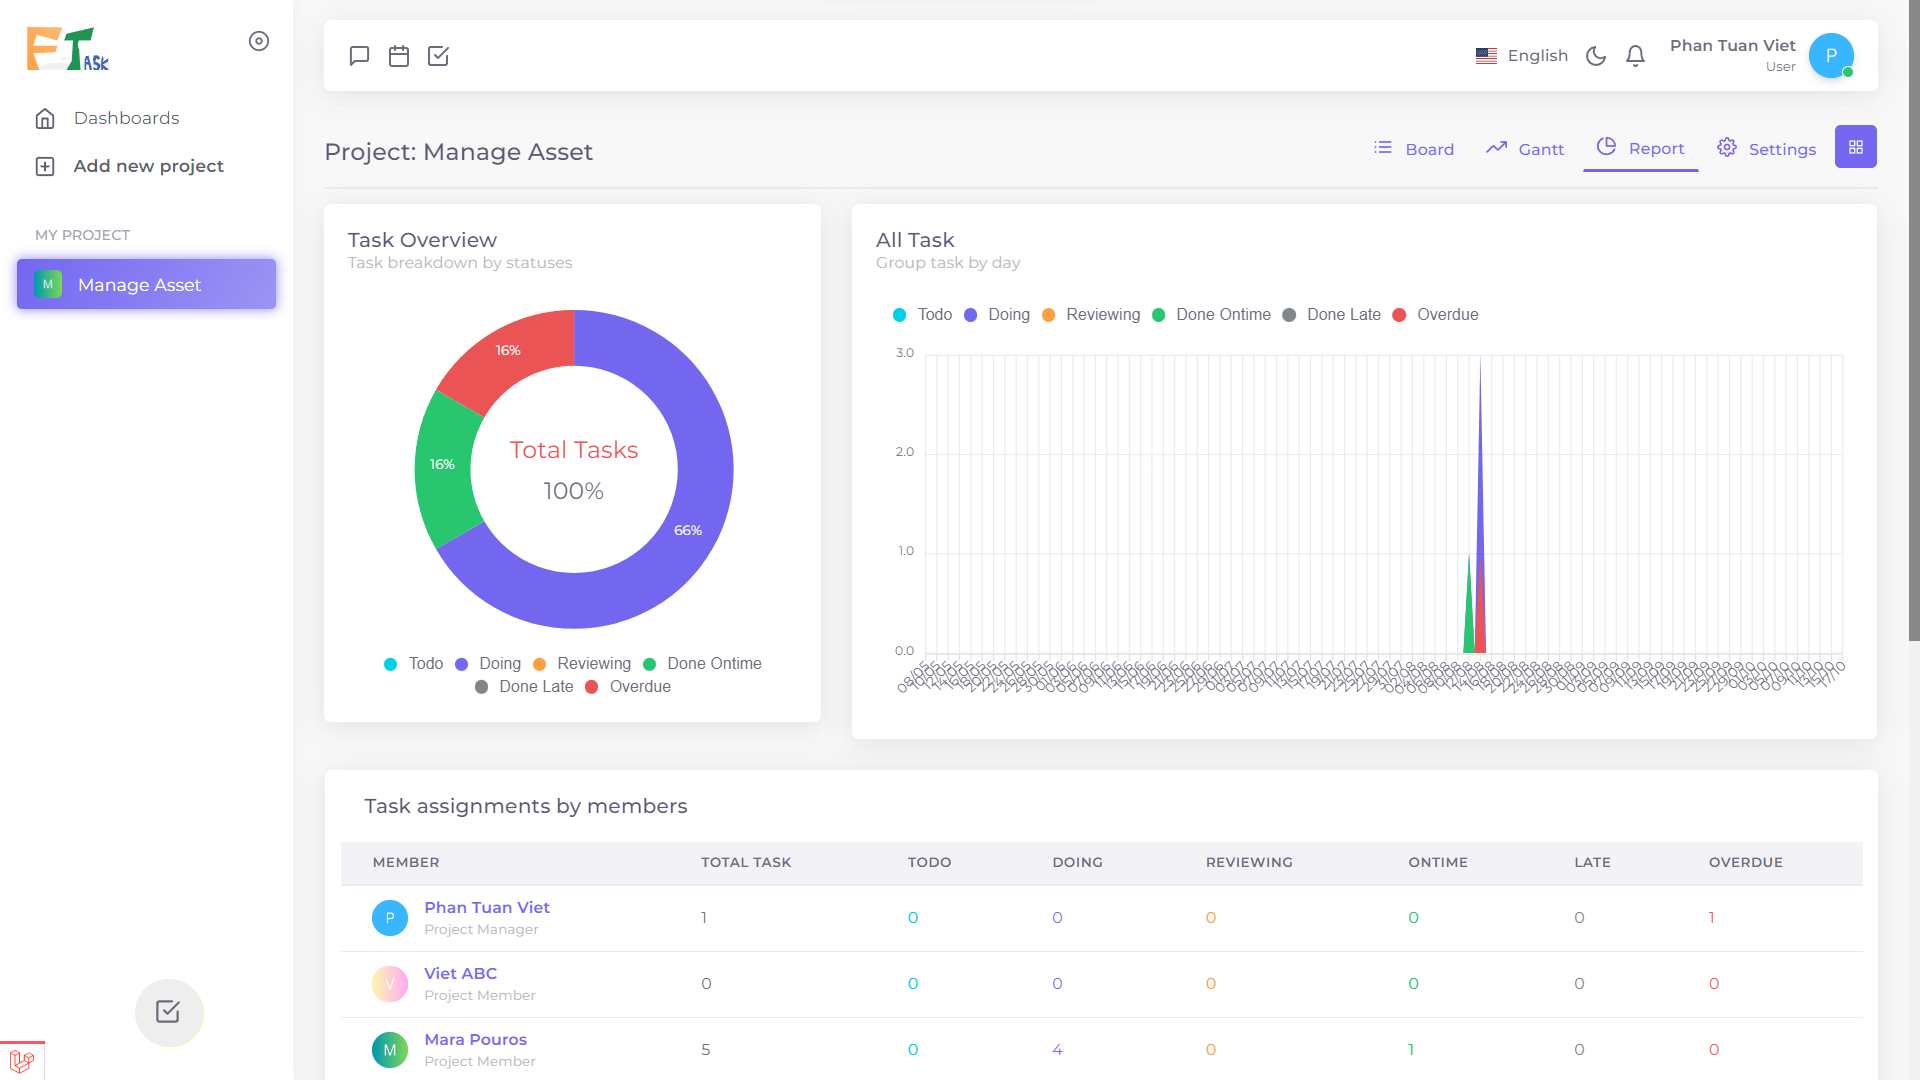 ETASK
Dashboards
Add new project
MY PROJECT
M Manage Asset
English
Phan Tuan Viet
User
P
Project: Manage Asset
Board
Gantt
Report
Settings
Task Overview
Task breakdown by statuses
16%
16%
66%
Total Tasks
100%
Todo Doing Reviewing Done Ontime
Done Late Overdue
All Task
Group task by day
Todo Doing Reviewing Done Ontime Done Late Overdue
3.0
2.0
1.0
0.0
08/05
17/10
Task assignments by members
MEMBER TOTAL TASK TODO DOING REVIEWING ONTIME LATE OVERDUE
P Phan Tuan Viet 1 0 0 0 0 0 1
Project Manager
V Viet ABC 0 0 0 0 0 0 0
Project Member
M Mara Pouros 5 0 4 0 1 0 0
Project Member